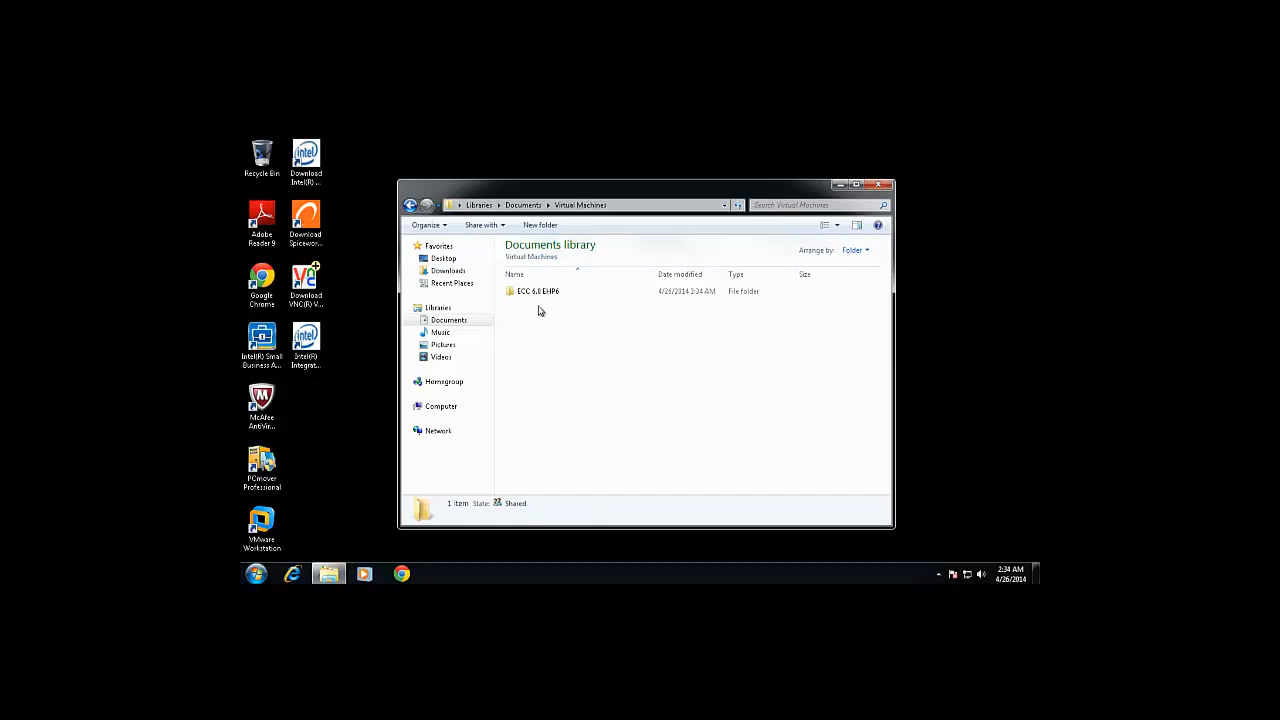 Recycle Bin
Download
Intel(R) ...
Adobe
Reader 9
Download
Spicewor...
Google
Chrome
Download
VNC(R) V...
Intel(R) Small
Business A...
Intel(R)
Integrat...
McAfee
AntiVir...
PCmover
Professional
VMware
Workstation
Libraries
Documents
Virtual Machines
Search Virtual Machines
Organize
Share with
New folder
Favorites
Desktop
Downloads
Recent Places
Libraries
Documents
Music
Pictures
Videos
Homegroup
Computer
Network
Documents library
Virtual Machines
Arrange by: Folder
Name Date modified Type Size
ECC 6.0 EHP6 4/26/2014 2:34 AM File folder
1 item State: Shared
2:34 AM
4/26/2014